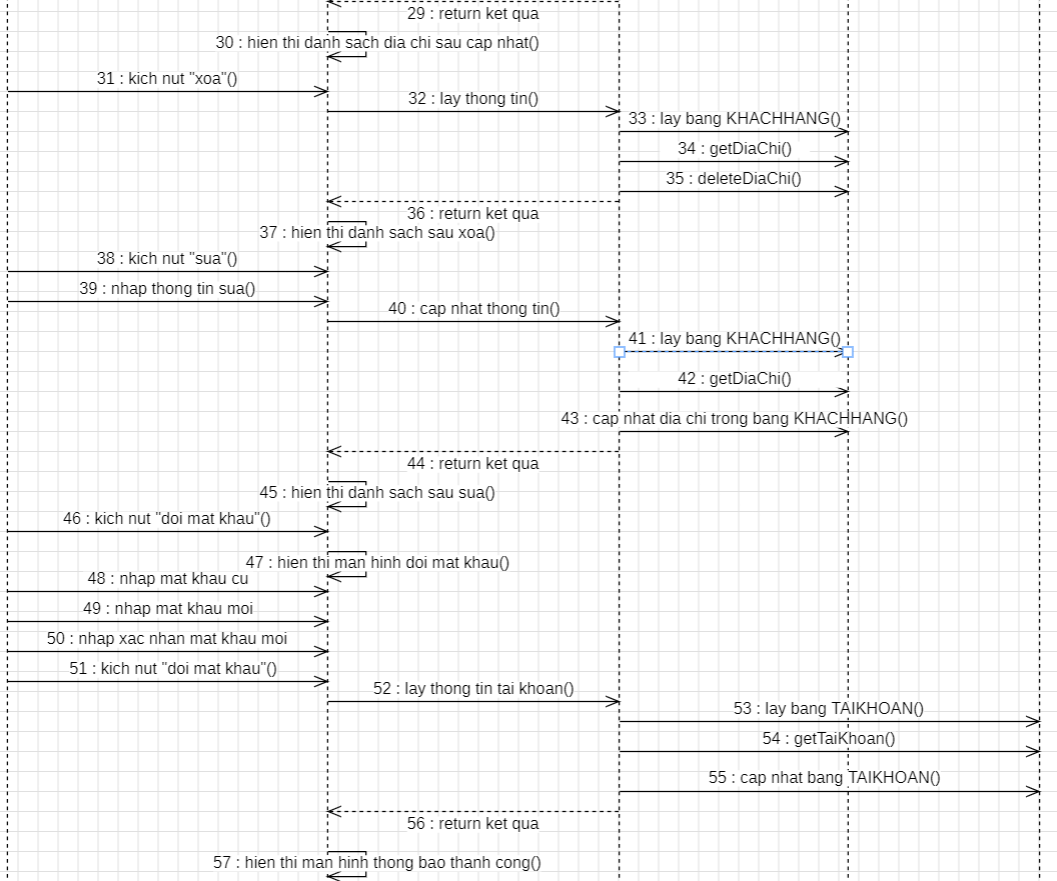 29 : return ket qua
30 : hien thi danh sach dia chi sau cap nhat()
31 : kich nut "xoa"()
32 : lay thong tin()
33 : lay bang KHACHHANG()
34 : getDiaChi()
35 : deleteDiaChi()
36 : return ket qua
37 : hien thi danh sach sau xoa()
38 : kich nut "sua"()
39 : nhap thong tin sua()
40 : cap nhat thong tin()
41 : lay bang KHACHHANG()
42 : getDiaChi()
43 : cap nhat dia chi trong bang KHACHHANG()
44 : return ket qua
45 : hien thi danh sach sau sua()
46 : kich nut "doi mat khau"()
47 : hien thi man hinh doi mat khau()
48 : nhap mat khau cu
49 : nhap mat khau moi
50 : nhap xac nhan mat khau moi
51 : kich nut "doi mat khau"()
52 : lay thong tin tai khoan()
53 : lay bang TAIKHOAN()
54 : getTaiKhoan()
55 : cap nhat bang TAIKHOAN()
56 : return ket qua
57 : hien thi man hinh thong bao thanh cong()